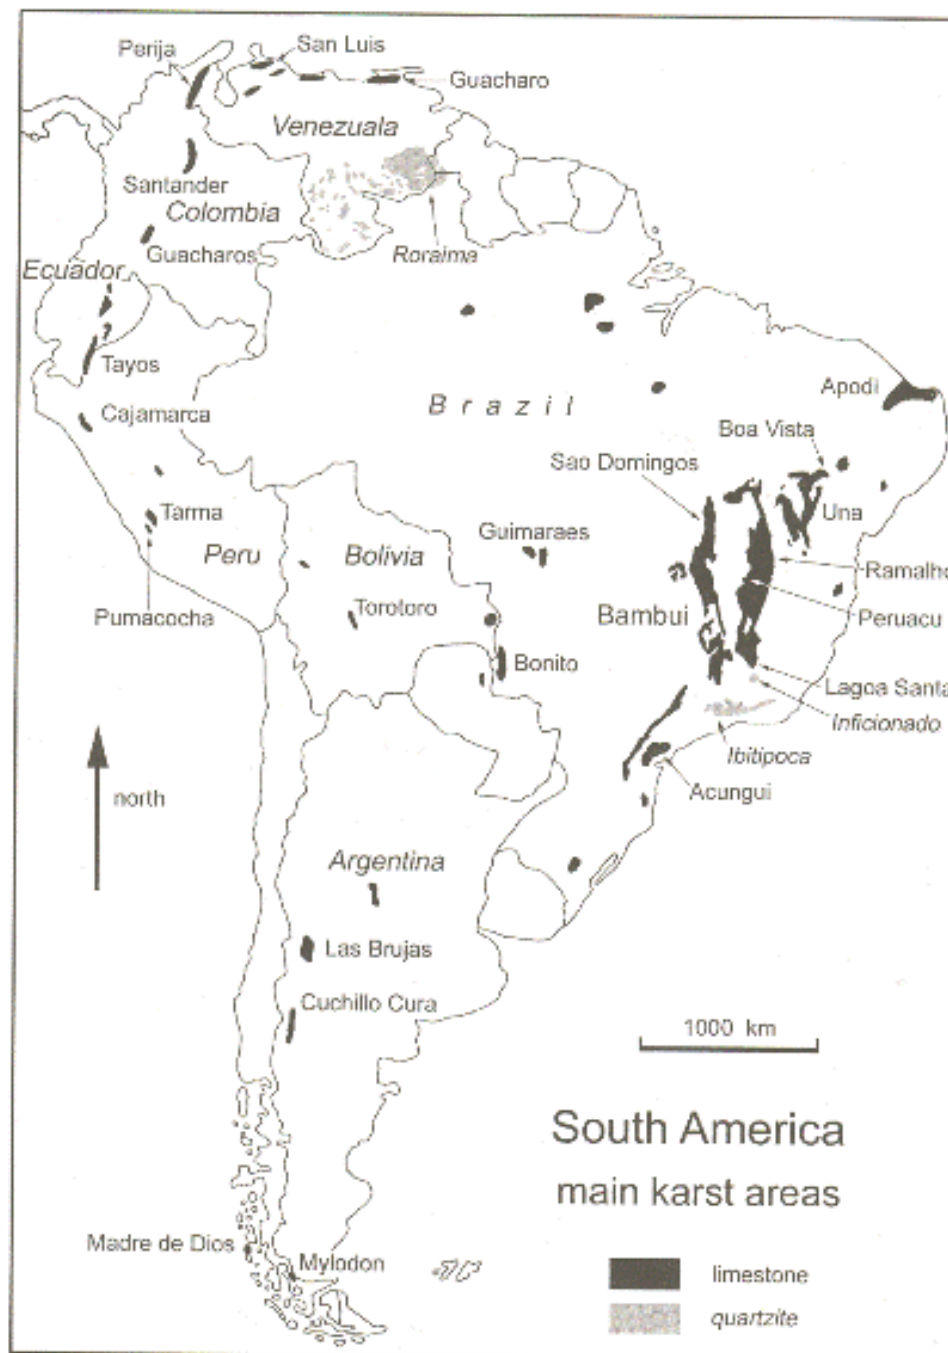 San Luis
Perija
Guacharo
Venezuala
Santander
Colombia
Guacharos
Roraima
Ecuador
Tayos
Cajamarca
Brazil
Apodi
Boa Vista
Sao Domingos
Tarma
Una
Guimaraes
Peru
Bolivia
Ramalho
Pumacocha
Torotoro
Bambui
Peruacu
Bonito
Lagoa Santa
Inficionado
Ibitipoca
Acungui
north
Argentina
Las Brujas
Cuchillo Cura
1000 km
South America
main karst areas
Madre de Dios
Mylodon
limestone
quartzite